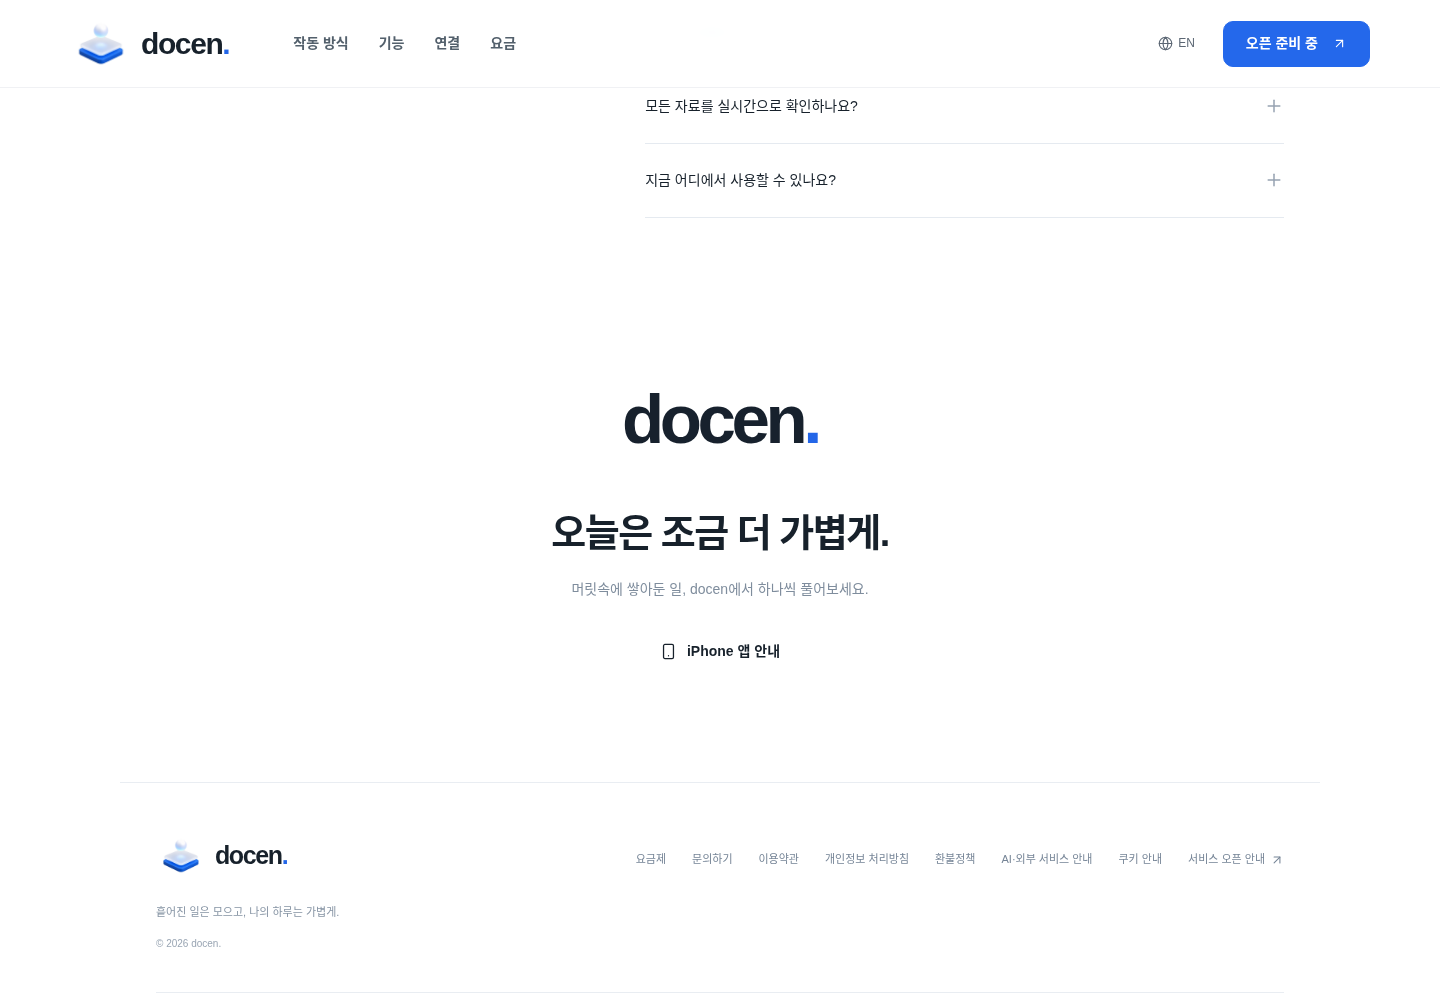 docen.
작동 방식
기능
연결
요금
EN
오픈 준비 중
모든 자료를 실시간으로 확인하나요?
지금 어디에서 사용할 수 있나요?
docen.
오늘은 조금 더 가볍게.
머릿속에 쌓아둔 일, docen에서 하나씩 풀어보세요.
iPhone 앱 안내
docen.
요금제
문의하기
이용약관
개인정보 처리방침
환불정책
AI·외부 서비스 안내
쿠키 안내
서비스 오픈 안내
흩어진 일은 모으고, 나의 하루는 가볍게.
© 2026 docen.